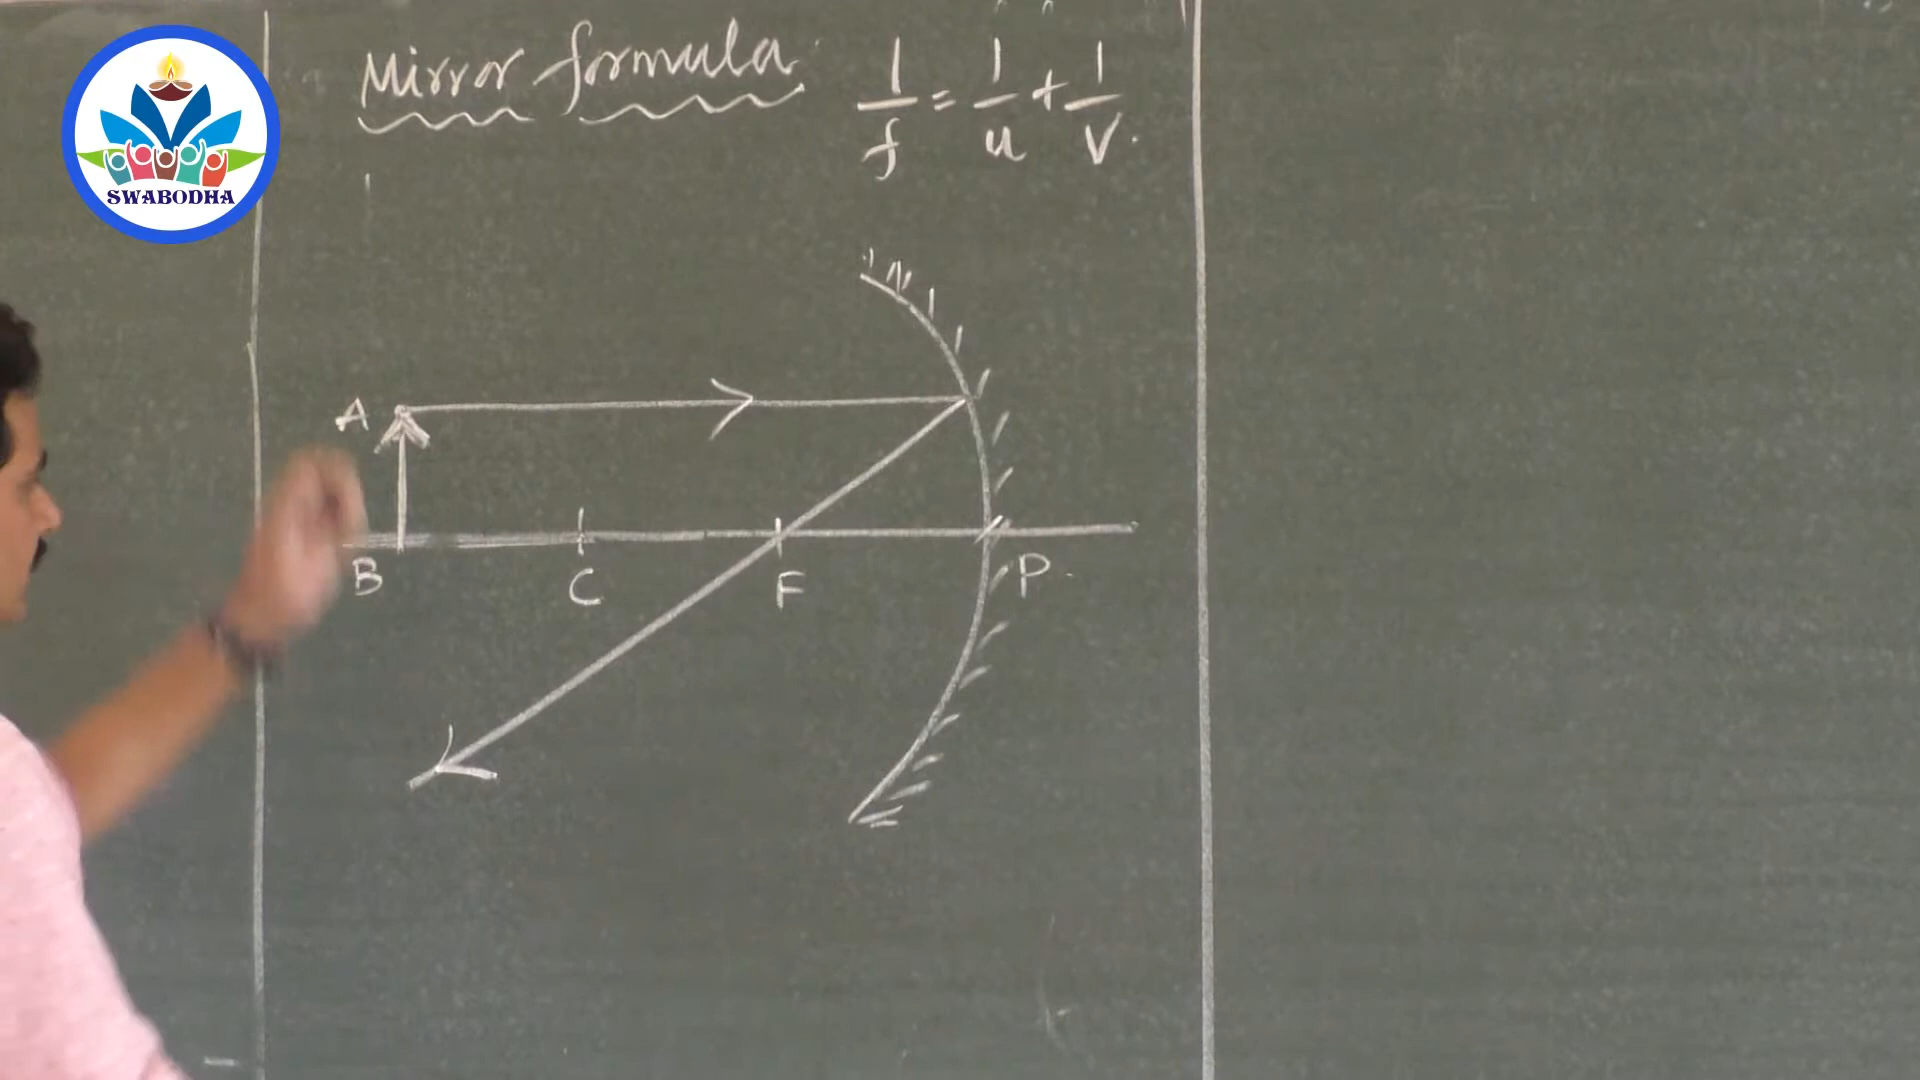 SWABODHA
Mirror formula 1/f = 1/u + 1/v.
A
B C F P.